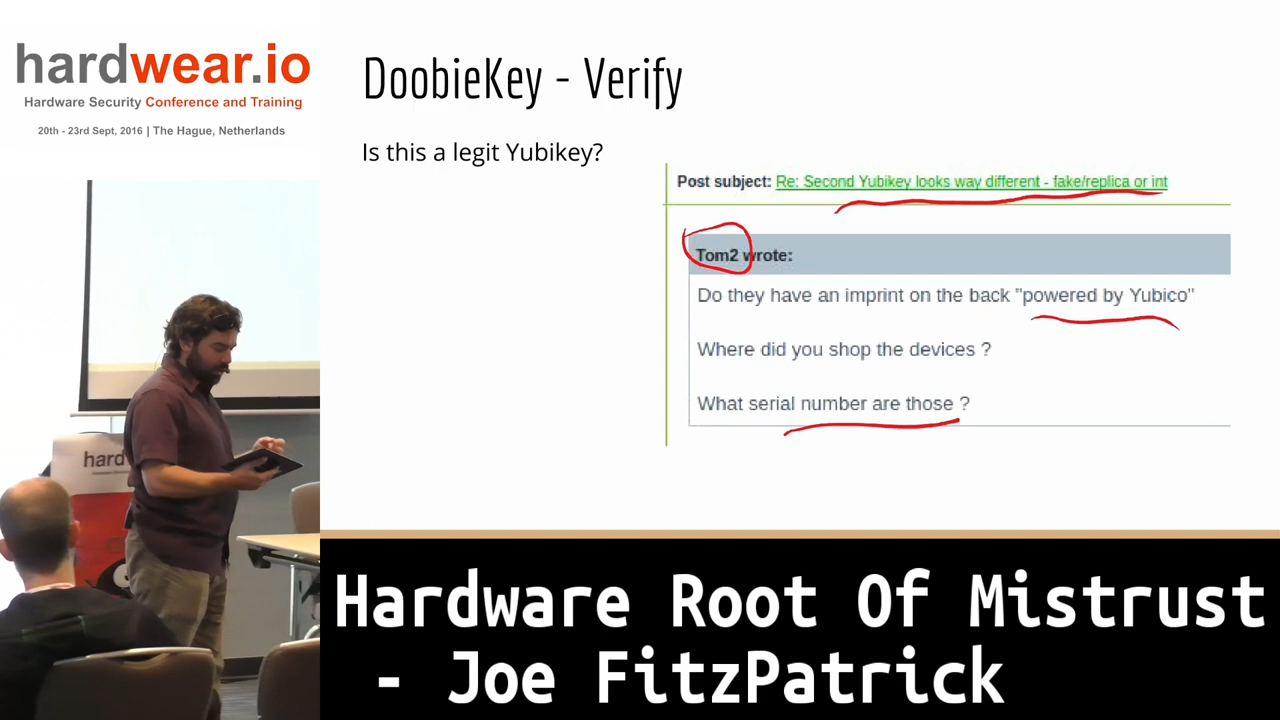 hardwear.io
Hardware Security Conference and Training
20th - 23rd Sept, 2016 | The Hague, Netherlands
DoobieKey - Verify
Is this a legit Yubikey?
Post subject: Re: Second Yubikey looks way different - fake/replica or int
Tom2 wrote:
Do they have an imprint on the back "powered by Yubico"
Where did you shop the devices ?
What serial number are those ?
hard
Hardware Root Of Mistrust
- Joe FitzPatrick